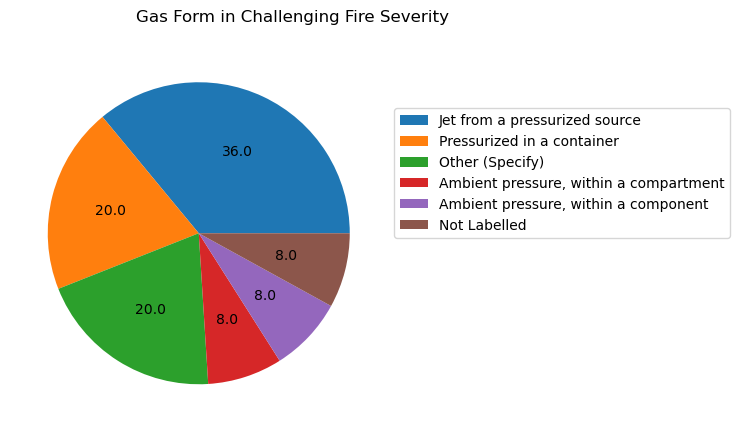 Gas Form in Challenging Fire Severity
36.0
20.0
20.0
8.0
8.0
8.0
Jet from a pressurized source
Pressurized in a container
Other (Specify)
Ambient pressure, within a compartment
Ambient pressure, within a component
Not Labelled